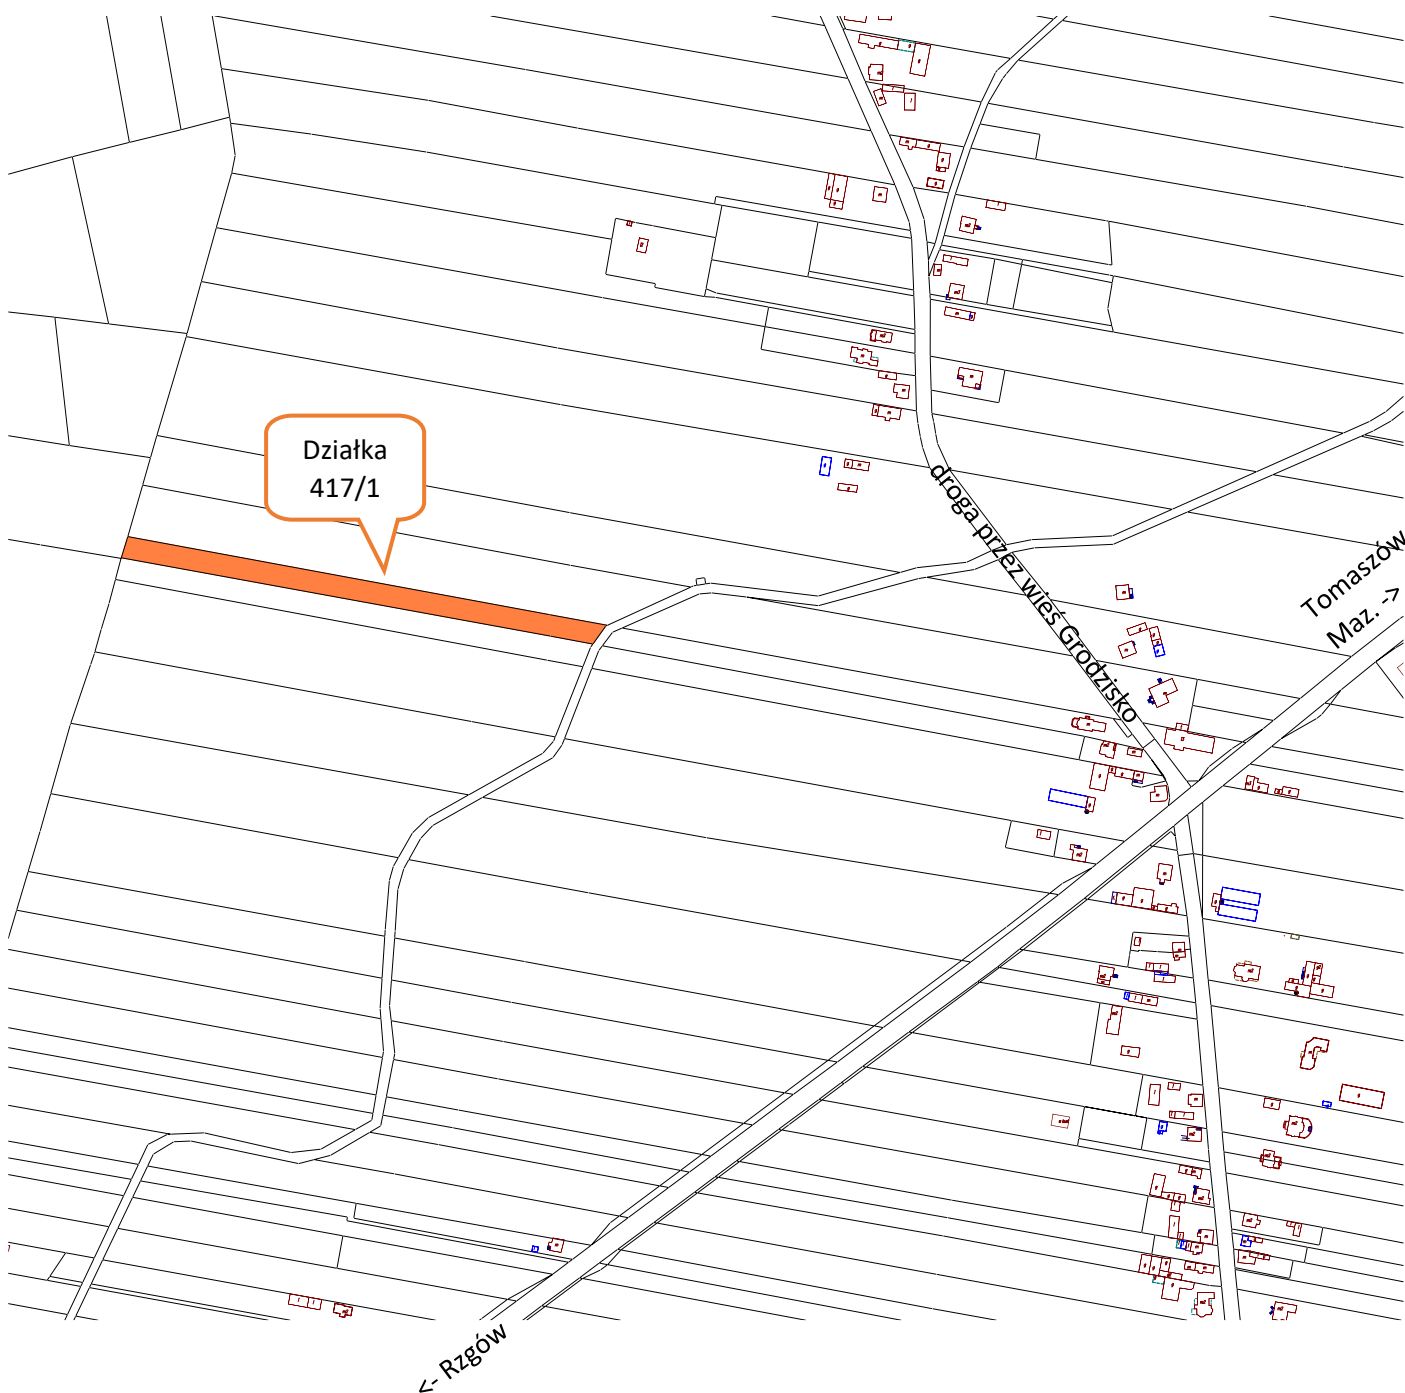 Działka
417/1
droga przez wieś Grodzisko
Tomaszów
Maz. ->
<- Rzgów